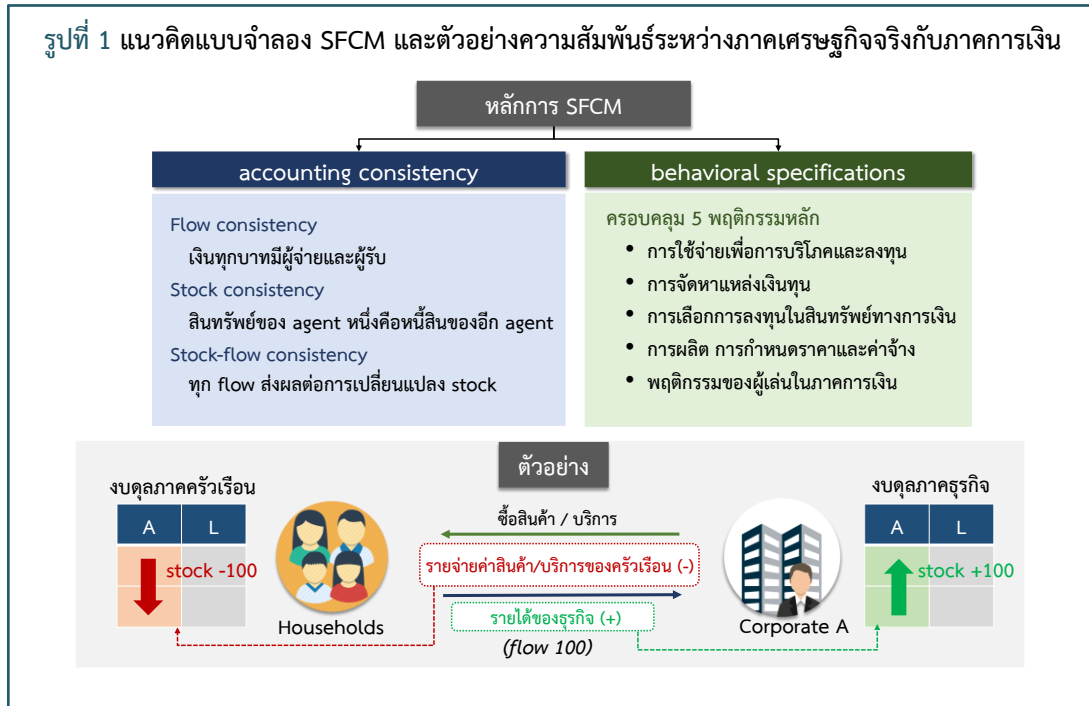 รูปที่ 1 แนวคิดแบบจำลอง SFCM และตัวอย่างความสัมพันธ์ระหว่างภาคเศรษฐกิจจริงกับภาคการเงิน
หลักการ SFCM
accounting consistency
Flow consistency
เงินทุกบาทมีผู้จ่ายและผู้รับ
Stock consistency
สินทรัพย์ของ agent หนึ่งคือหนี้สินของอีก agent
Stock-flow consistency
ทุก flow ส่งผลต่อการเปลี่ยนแปลง stock
behavioral specifications
ครอบคลุม 5 พฤติกรรมหลัก
• การใช้จ่ายเพื่อการบริโภคและลงทุน
• การจัดหาแหล่งเงินทุน
• การเลือกการลงทุนในสินทรัพย์ทางการเงิน
• การผลิต การกำหนดราคาและค่าจ้าง
• พฤติกรรมของผู้เล่นในภาคการเงิน
ตัวอย่าง
งบดุลภาคครัวเรือน
A L
stock -100
Households
ซื้อสินค้า / บริการ
รายจ่ายค่าสินค้า/บริการของครัวเรือน (-)
รายได้ของธุรกิจ (+)
(flow 100)
Corporate A
งบดุลภาคธุรกิจ
A L
stock +100